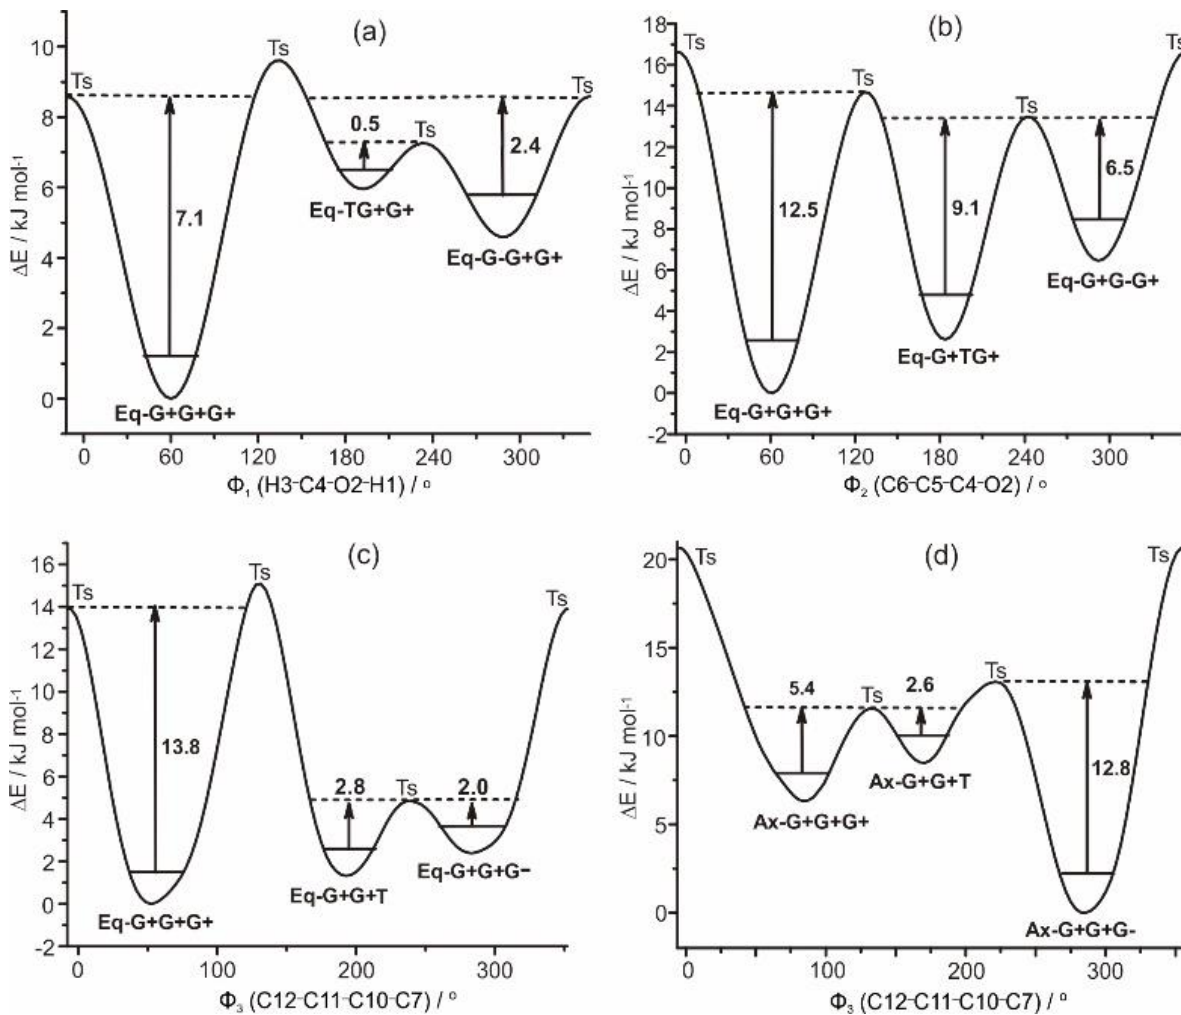 (a)
ΔE / kJ mol⁻¹
10
8
6
4
2
0
Ts
Ts
Ts
Ts
7.1
0.5
2.4
Eq-G+G+G+
Eq-TG+G+
Eq-G-G+G+
0 60 120 180 240 300
Φ₁ (H3-C4-O2-H1) / °
(b)
ΔE / kJ mol⁻¹
18
16
14
12
10
8
6
4
2
0
-2
Ts
Ts
Ts
Ts
12.5
9.1
6.5
Eq-G+G+G+
Eq-G+TG+
Eq-G+G-G+
0 60 120 180 240 300
Φ₂ (C6-C5-C4-O2) / °
(c)
ΔE / kJ mol⁻¹
16
14
12
10
8
6
4
2
0
-2
Ts
Ts
Ts
Ts
13.8
2.8
2.0
Eq-G+G+G+
Eq-G+G+T
Eq-G+G+G-
0 100 200 300
Φ₃ (C12-C11-C10-C7) / °
(d)
ΔE / kJ mol⁻¹
20
15
10
5
0
Ts
Ts
Ts
Ts
5.4
2.6
12.8
Ax-G+G+G+
Ax-G+G+T
Ax-G+G+G-
0 100 200 300
Φ₃ (C12-C11-C10-C7) / °